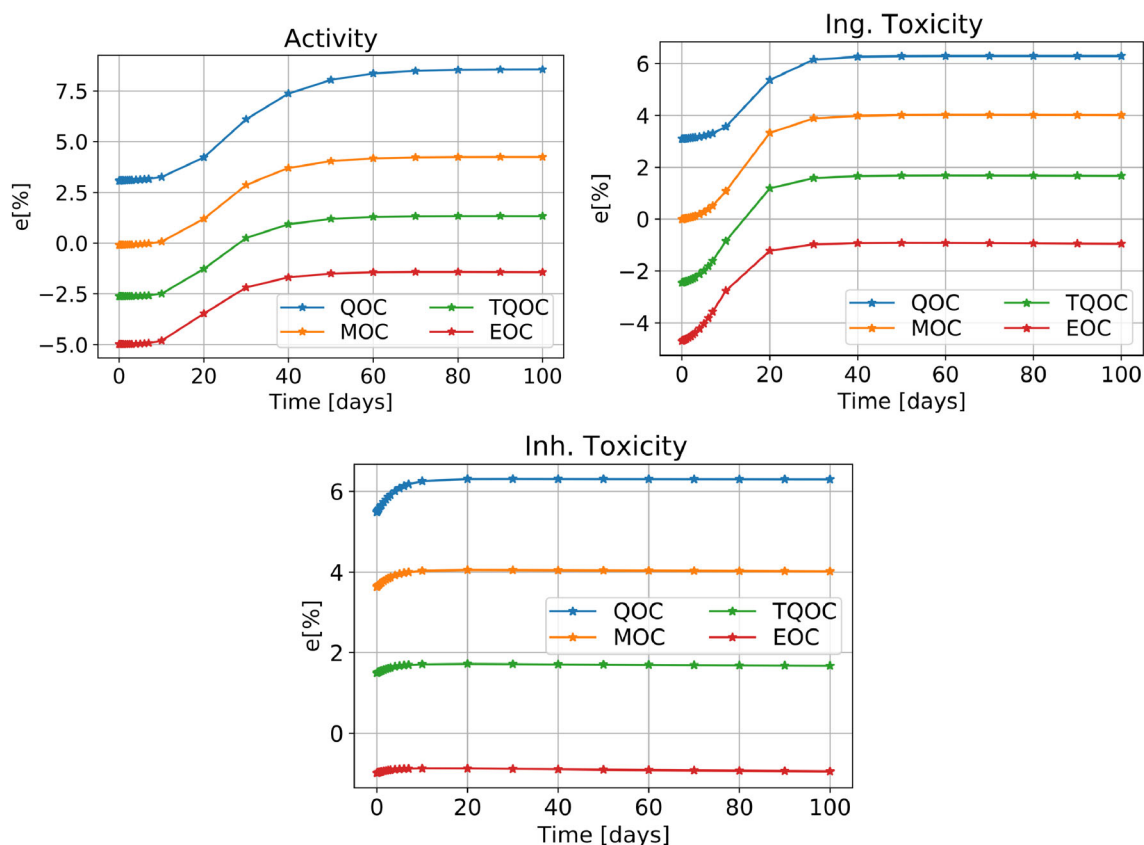 Activity
e[%]
7.5
5.0
2.5
0.0
−2.5
−5.0
QOC TQOC
MOC EOC
0 20 40 60 80 100
Time [days]
Ing. Toxicity
e[%]
6
4
2
0
−2
−4
QOC TQOC
MOC EOC
0 20 40 60 80 100
Time [days]
Inh. Toxicity
e[%]
6
4
2
0
QOC TQOC
MOC EOC
0 20 40 60 80 100
Time [days]